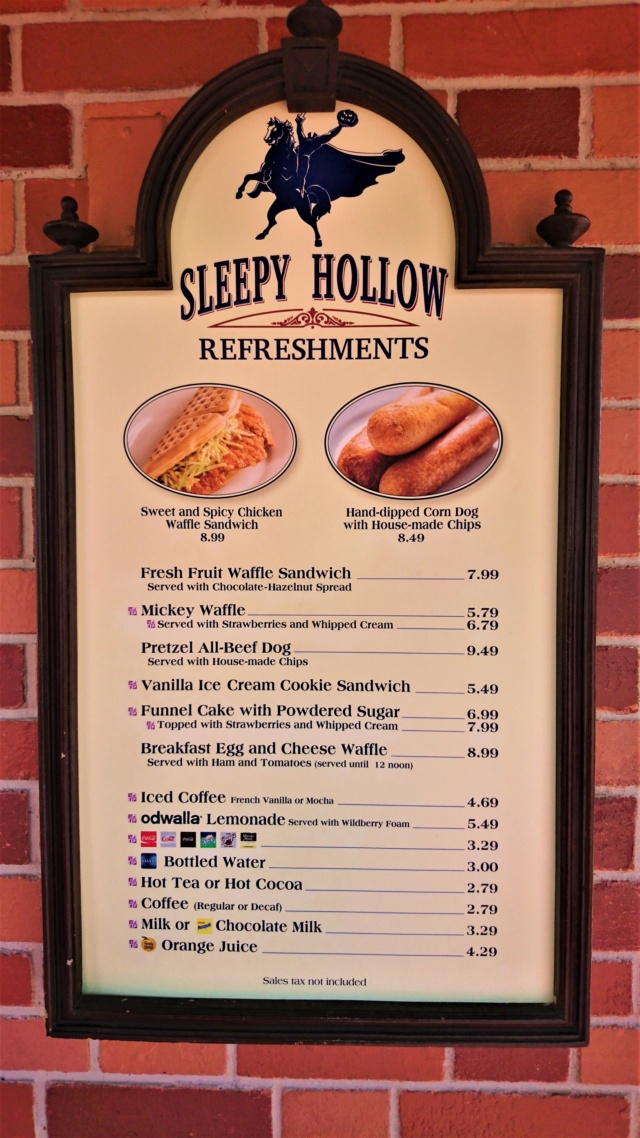 SLEEPY HOLLOW
REFRESHMENTS
Sweet and Spicy Chicken
Waffle Sandwich
8.99
Hand-dipped Corn Dog
with House-made Chips
8.49
Fresh Fruit Waffle Sandwich 7.99
Served with Chocolate-Hazelnut Spread
Mickey Waffle 5.79
Served with Strawberries and Whipped Cream 6.79
Pretzel All-Beef Dog 9.49
Served with House-made Chips
Vanilla Ice Cream Cookie Sandwich 5.49
Funnel Cake with Powdered Sugar 6.99
Topped with Strawberries and Whipped Cream 7.99
Breakfast Egg and Cheese Waffle 8.99
Served with Ham and Tomatoes (served until 12 noon)
Iced Coffee French Vanilla or Mocha 4.69
odwalla Lemonade Served with Wildberry Foam 5.49
3.29
Bottled Water 3.00
Hot Tea or Hot Cocoa 2.79
Coffee (Regular or Decaf) 2.79
Milk or Chocolate Milk 3.29
Orange Juice 4.29
Sales tax not included